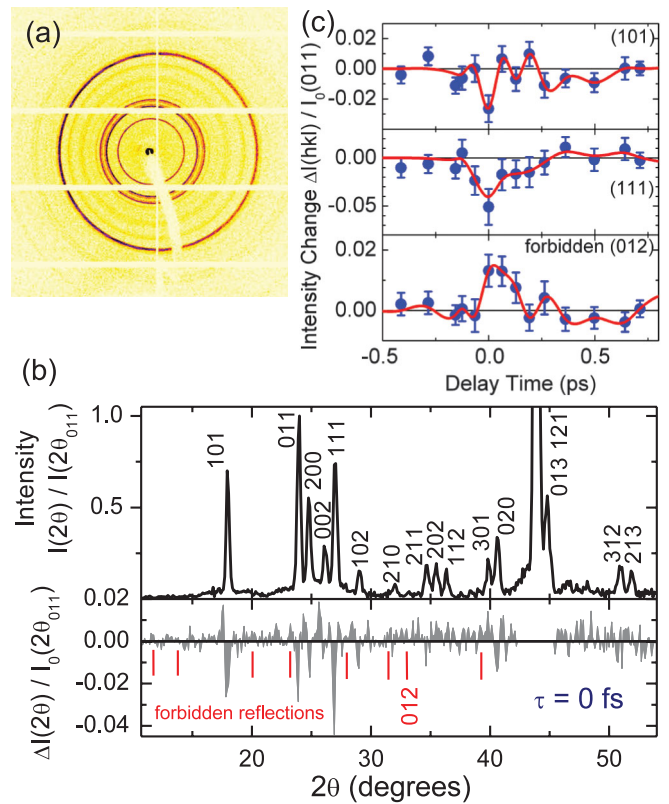 (a)
(c)
Intensity Change ΔI(hkl) / I₀(011)
0.02
0.00
-0.02
(101)
0.00
-0.05
(111)
forbidden (012)
0.02
0.00
-0.5 0.0 0.5
Delay Time (ps)
(b)
Intensity
I(2θ) / I(2θ₀₁₁)
1.0
0.5
101
011
200
002
111
102
210
211
202
112
301
020
013 121
312
213
ΔI(2θ) / I₀(2θ₀₁₁)
0.02
0.00
-0.02
-0.04
forbidden reflections
012
τ = 0 fs
20 30 40 50
2θ (degrees)